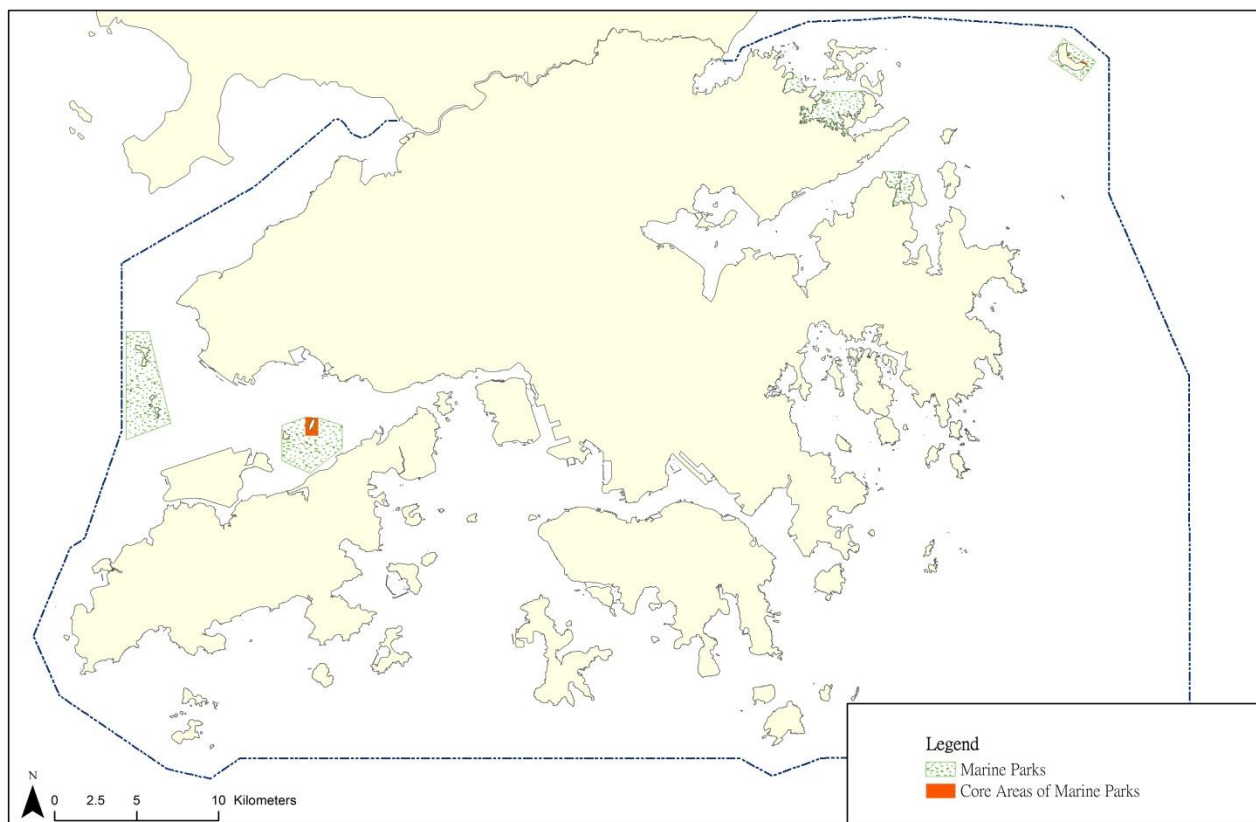 Legend
Marine Parks
Core Areas of Marine Parks
N
0 2.5 5 10 Kilometers